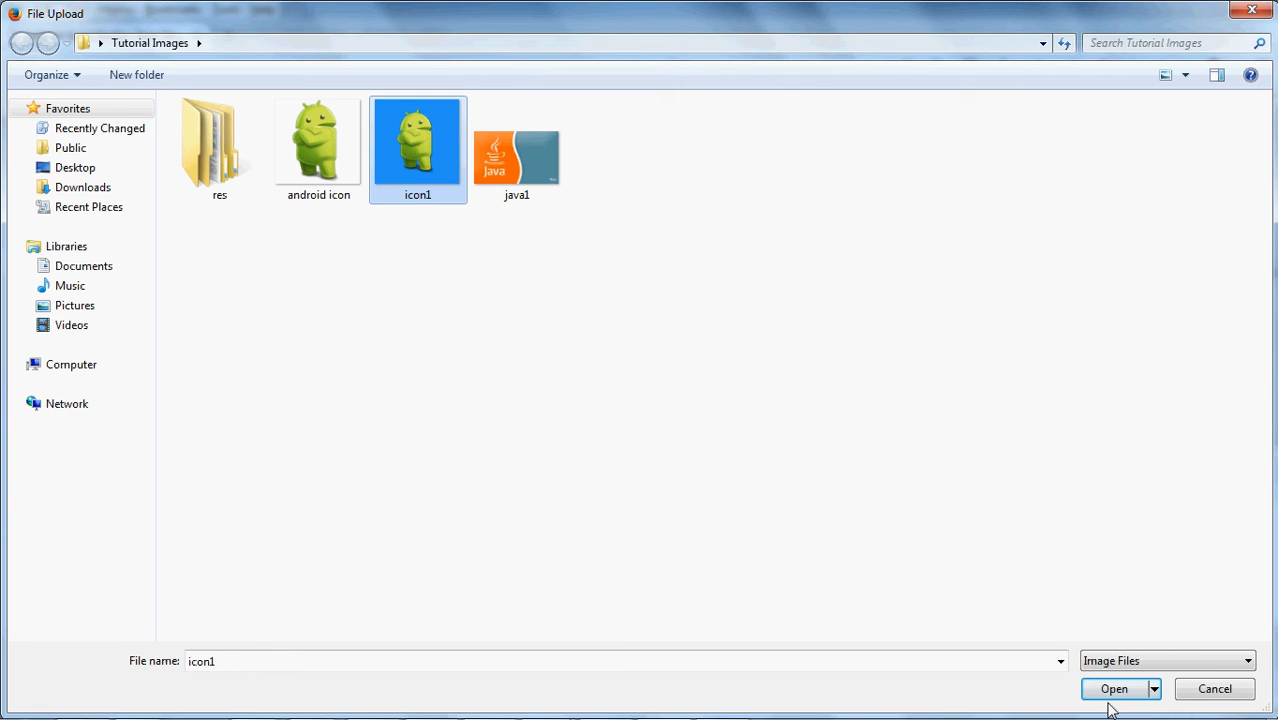 File Upload
Tutorial Images
Search Tutorial Images
Organize
New folder
Favorites
Recently Changed
Public
Desktop
Downloads
Recent Places
Libraries
Documents
Music
Pictures
Videos
Computer
Network
Java
res
android icon
icon1
java1
File name:
icon1
Image Files
Open
Cancel